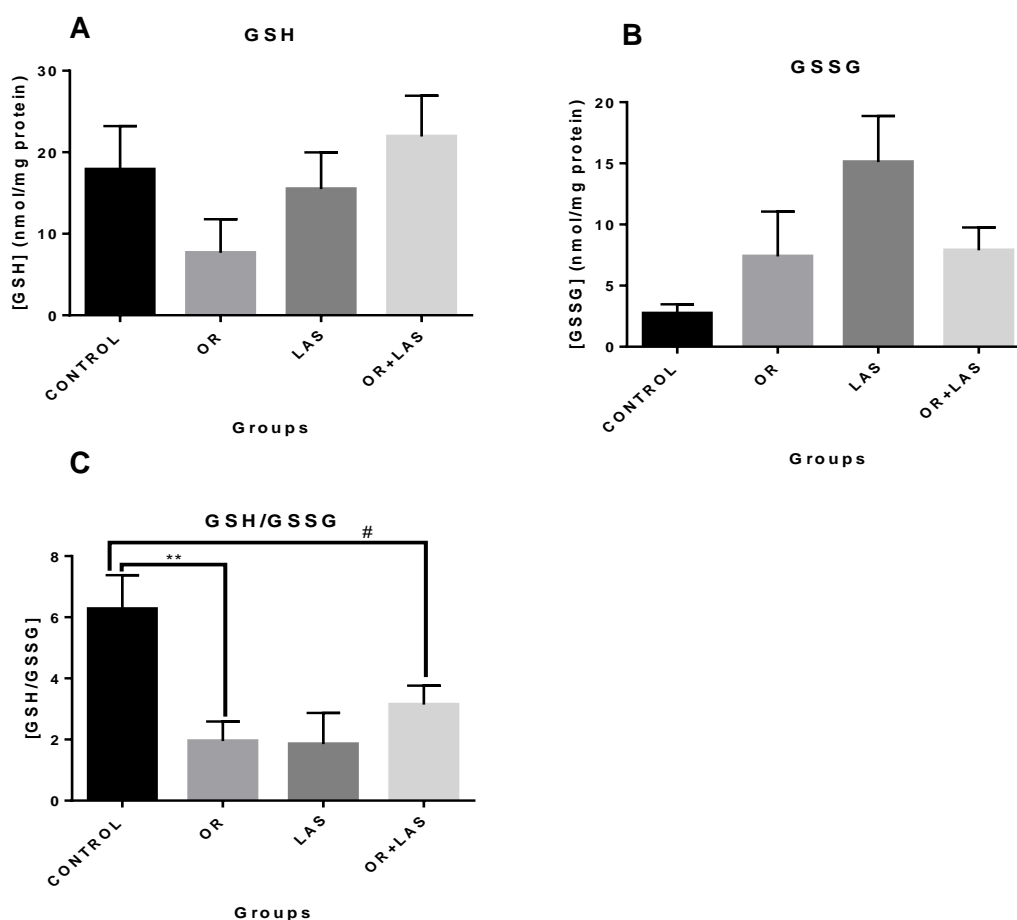 A
GSH
[GSH] (nmol/mg protein)
30
20
10
0
CONTROL
OR
LAS
OR+LAS
Groups
B
GSSG
[GSSG] (nmol/mg protein)
20
15
10
5
0
CONTROL
OR
LAS
OR+LAS
Groups
C
GSH/GSSG
#
**
[GSH/GSSG]
8
6
4
2
0
CONTROL
OR
LAS
OR+LAS
Groups